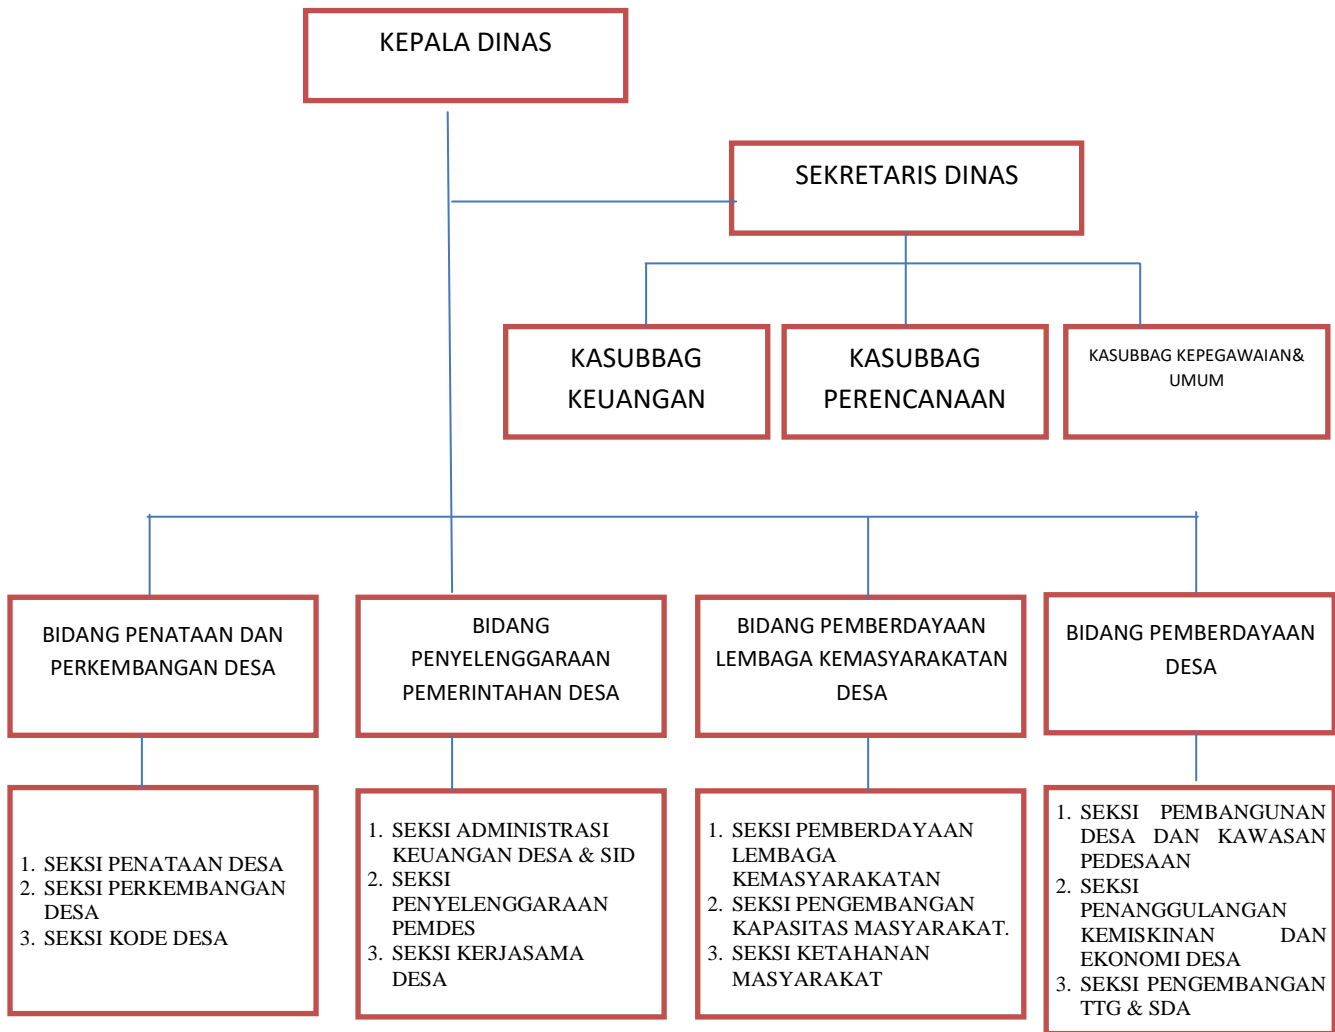 KEPALA DINAS
SEKRETARIS DINAS
KASUBBAG
KEUANGAN
KASUBBAG
PERENCANAAN
KASUBBAG KEPEGAWAIAN&
UMUM
BIDANG PENATAAN DAN
PERKEMBANGAN DESA
BIDANG
PENYELENGGARAAN
PEMERINTAHAN DESA
BIDANG PEMBERDAYAAN
LEMBAGA KEMASYARAKATAN
DESA
BIDANG PEMBERDAYAAN
DESA
1. SEKSI PENATAAN DESA
2. SEKSI PERKEMBANGAN
DESA
3. SEKSI KODE DESA
1. SEKSI ADMINISTRASI
KEUANGAN DESA & SID
2. SEKSI
PENYELENGGARAAN
PEMDES
3. SEKSI KERJASAMA
DESA
1. SEKSI PEMBERDAYAAN
LEMBAGA
KEMASYARAKATAN
2. SEKSI PENGEMBANGAN
KAPASITAS MASYARAKAT.
3. SEKSI KETAHANAN
MASYARAKAT
1. SEKSI PEMBANGUNAN
DESA DAN KAWASAN
PEDESAAN
2. SEKSI
PENANGGULANGAN
KEMISKINAN DAN
EKONOMI DESA
3. SEKSI PENGEMBANGAN
TTG & SDA